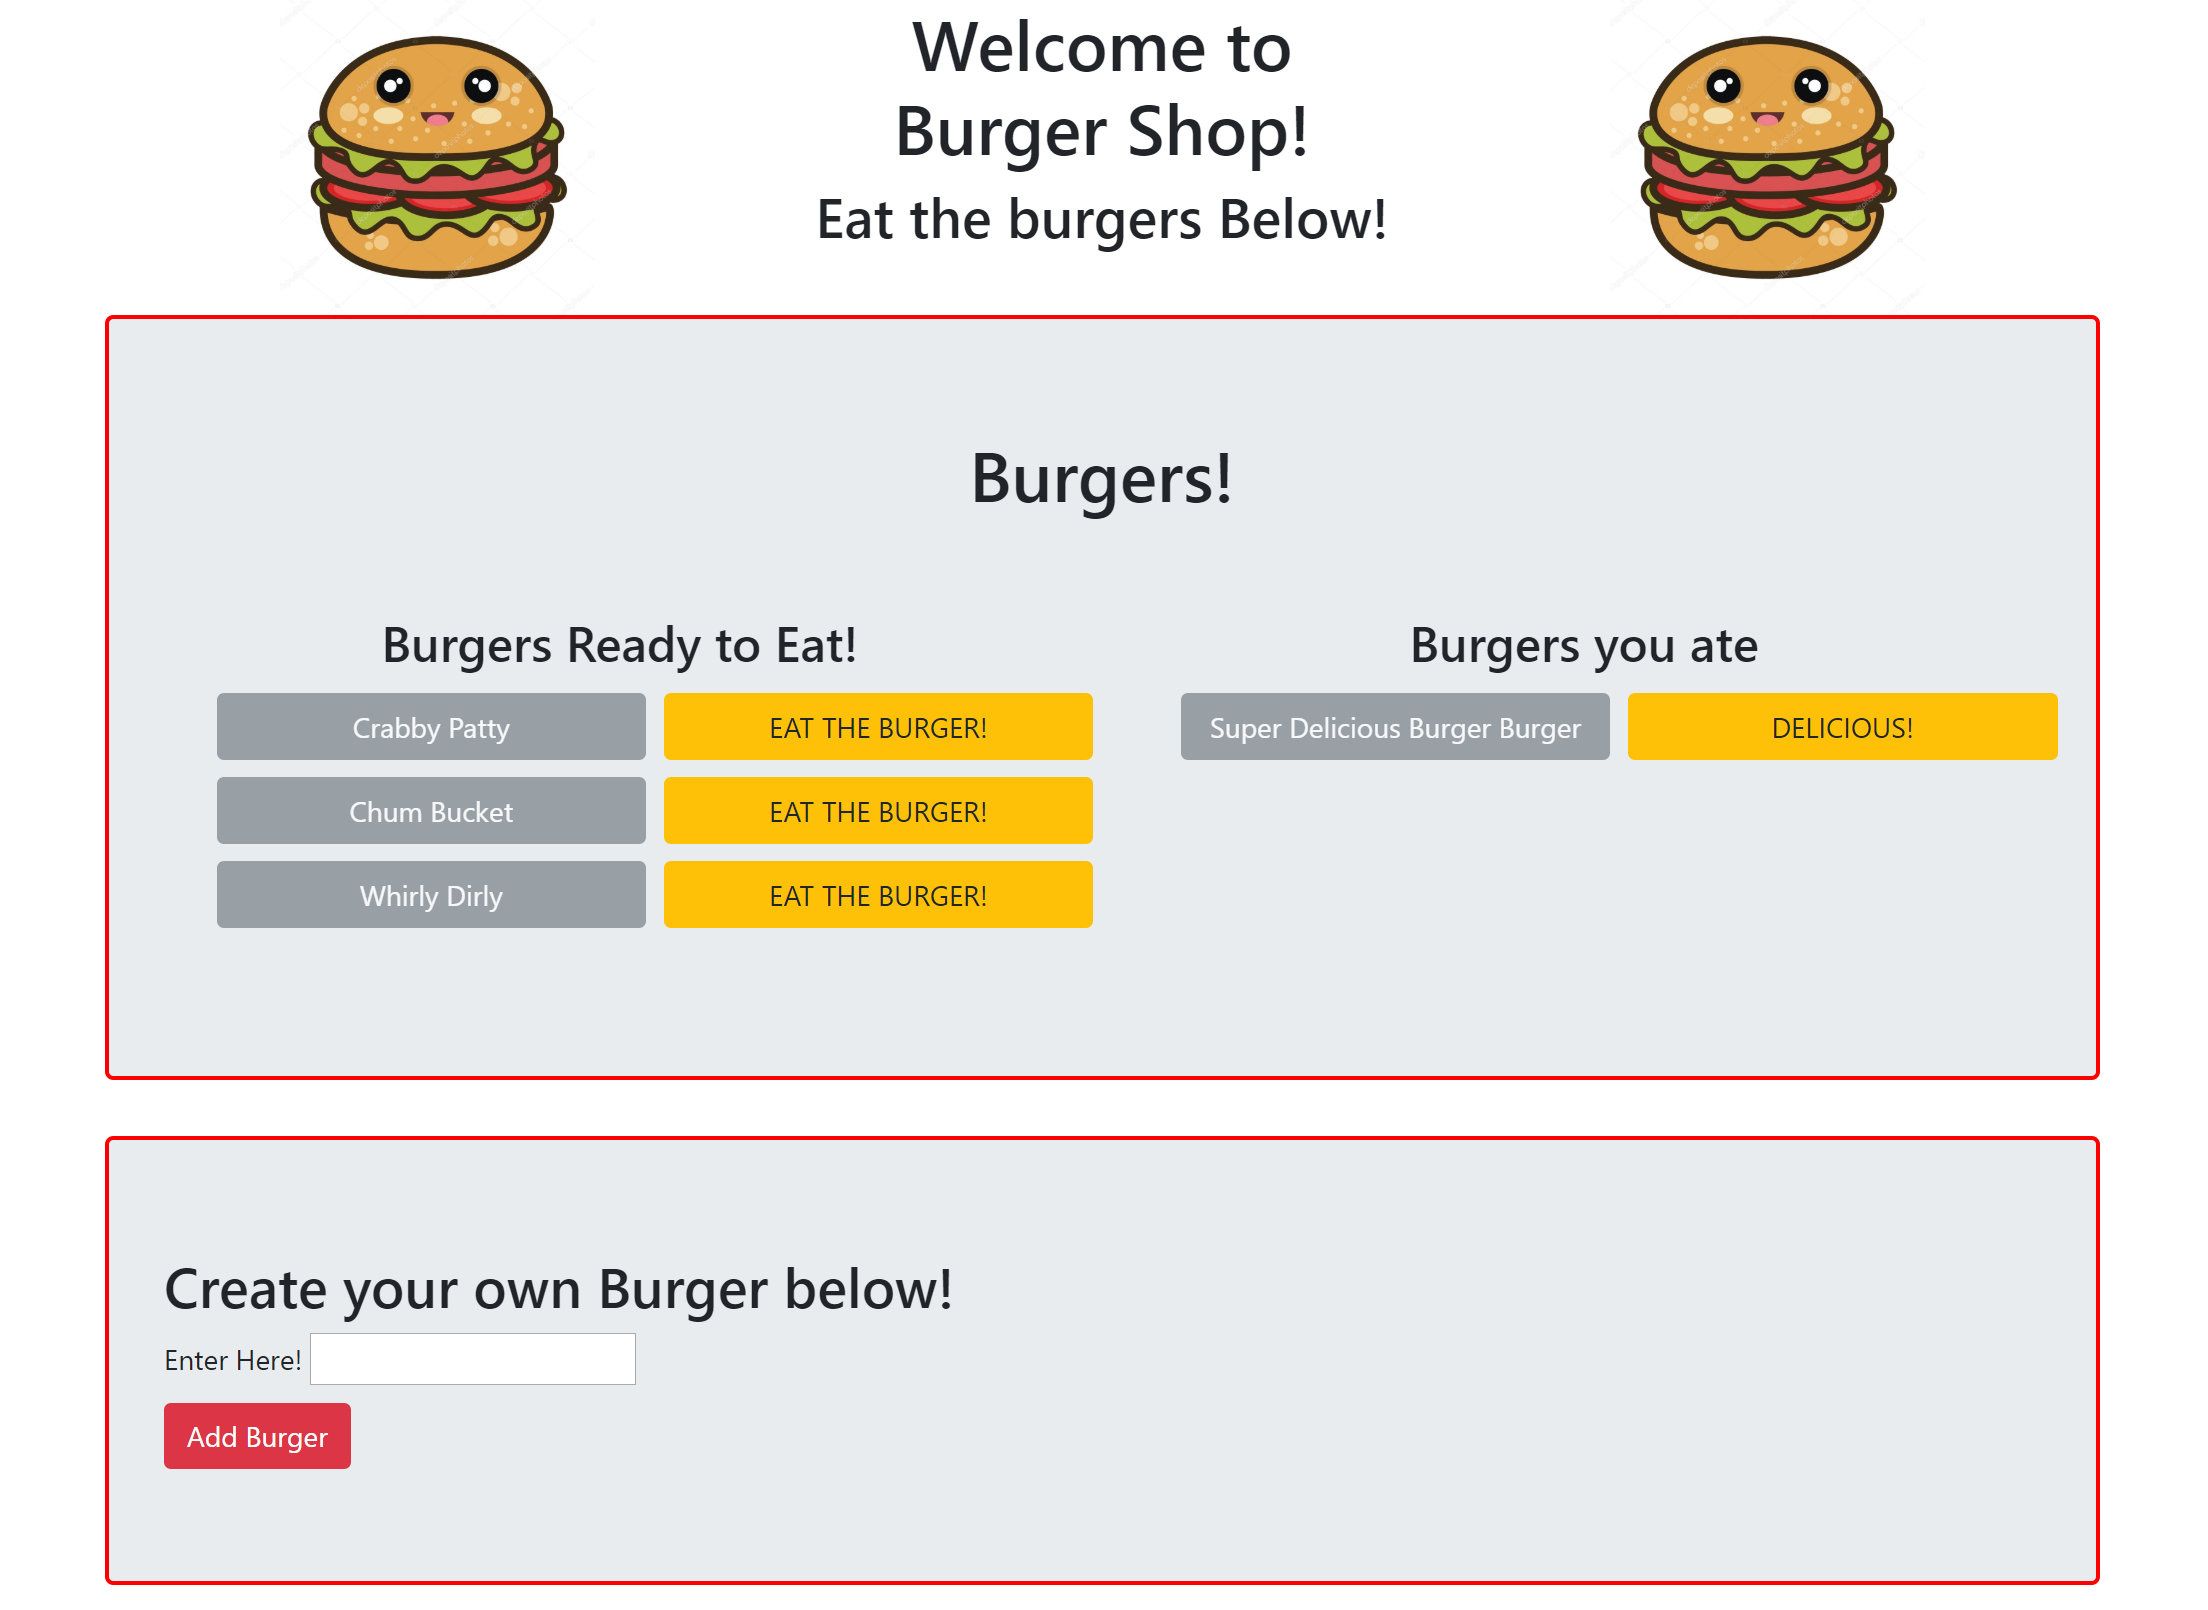 Welcome to
Burger Shop!
Eat the burgers Below!
Burgers!
Burgers Ready to Eat!
Crabby Patty
EAT THE BURGER!
Chum Bucket
EAT THE BURGER!
Whirly Dirly
EAT THE BURGER!
Burgers you ate
Super Delicious Burger Burger
DELICIOUS!
Create your own Burger below!
Enter Here!
Add Burger